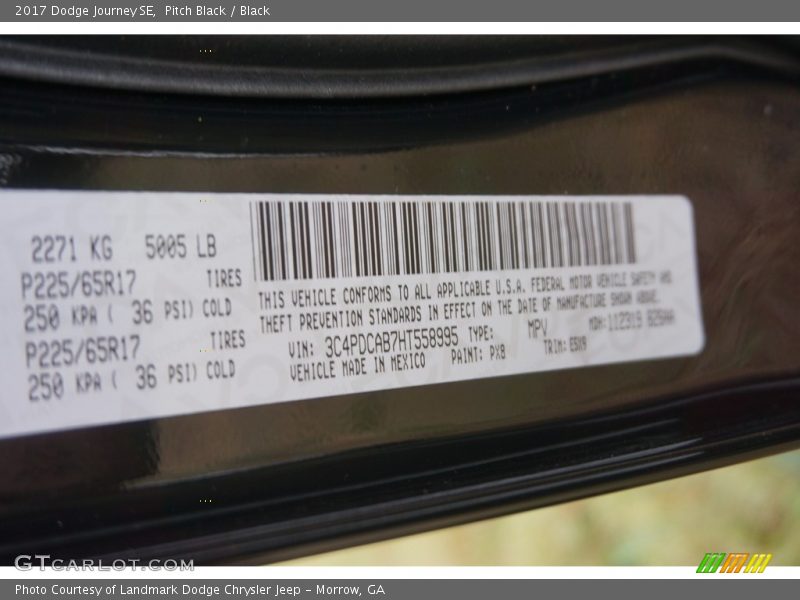 2017 Dodge Journey SE, Pitch Black / Black
2271 KG 5005 LB
P225/65R17 TIRES
250 KPA ( 36 PSI) COLD
P225/65R17 TIRES
250 KPA ( 36 PSI) COLD
THIS VEHICLE CONFORMS TO ALL APPLICABLE U.S.A. FEDERAL MOTOR VEHICLE SAFETY AND
THEFT PREVENTION STANDARDS IN EFFECT ON THE DATE OF MANUFACTURE SHOWN ABOVE.
VIN: 3C4PDCAB7HT558995 TYPE: MPV MDH: 112319
VEHICLE MADE IN MEXICO PAINT: PX8 TRIM:
GTCARLOT.COM
Photo Courtesy of Landmark Dodge Chrysler Jeep – Morrow, GA